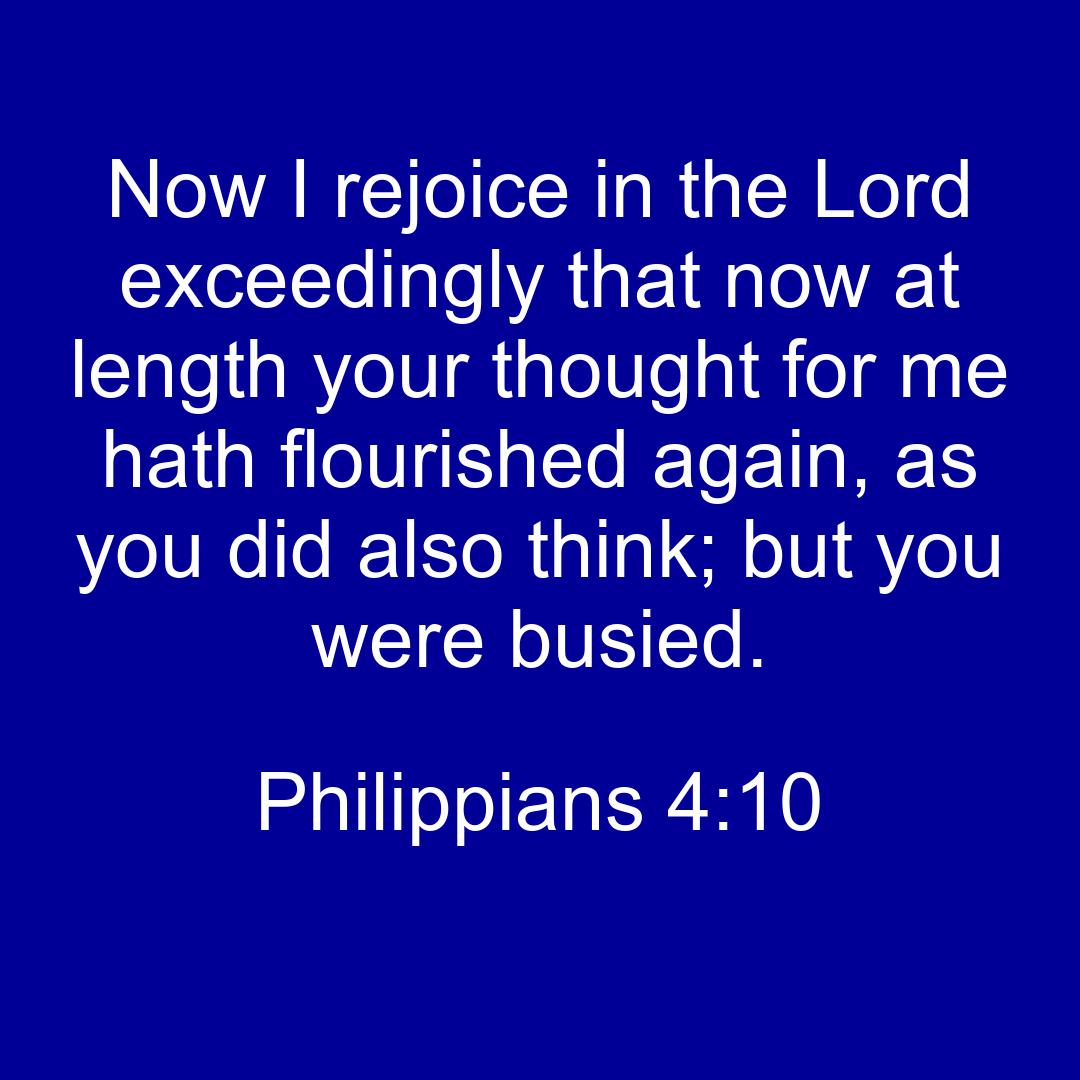 Now I rejoice in the Lord
exceedingly that now at
length your thought for me
hath flourished again, as
you did also think; but you
were busied.
Philippians 4:10